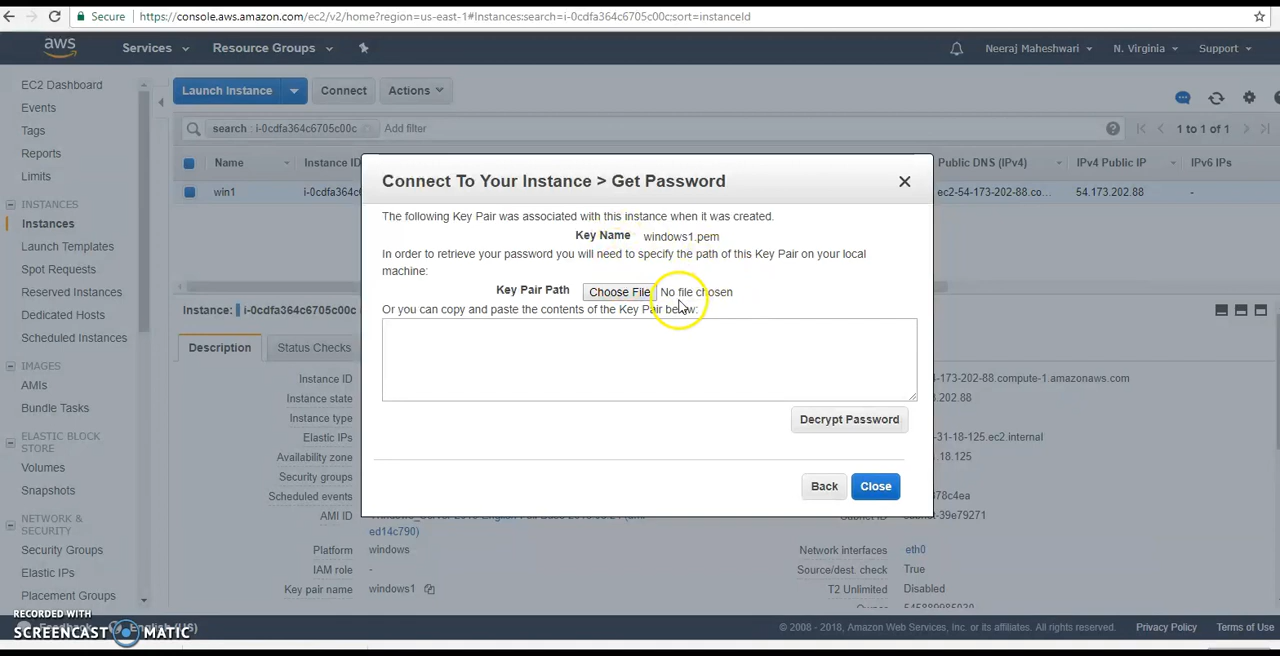 Secure https://console.aws.amazon.com/ec2/v2/home?region=us-east-1#Instances:search=i-0cdfa364c6705c00c;sort=instanceId
aws Services Resource Groups Neeraj Maheshwari N. Virginia Support
EC2 Dashboard
Events
Tags
Reports
Limits
INSTANCES
Instances
Launch Templates
Spot Requests
Reserved Instances
Dedicated Hosts
Scheduled Instances
IMAGES
AMIs
Bundle Tasks
ELASTIC BLOCK
STORE
Volumes
Snapshots
NETWORK &
SECURITY
Security Groups
Elastic IPs
Placement Groups
Launch Instance Connect Actions
search : i-0cdfa364c6705c00c Add filter ? 1 to 1 of 1
Name Instance ID Public DNS (IPv4) IPv4 Public IP IPv6 IPs
win1 i-0cdfa364c6 ec2-54-173-202-88.co... 54.173.202.88 -
Connect To Your Instance > Get Password
The following Key Pair was associated with this instance when it was created.
Key Name windows1.pem
In order to retrieve your password you will need to specify the path of this Key Pair on your local
machine:
Key Pair Path Choose File No file chosen
Or you can copy and paste the contents of the Key Pair below:
Decrypt Password
Back Close
Instance: i-0cdfa364c6705c00c
Description Status Checks
Instance ID -173-202-88.compute-1.amazonaws.com
Instance state .202.88
Instance type
Elastic IPs -31-18-125.ec2.internal
Availability zone .18.125
Security groups
Scheduled events c78c4ea
AMI ID subnet-39e79271
ed14c790)
Platform windows Network interfaces eth0
IAM role - Source/dest. check True
Key pair name windows1 T2 Unlimited Disabled
© 2008 - 2018, Amazon Web Services, Inc. or its affiliates. All rights reserved. Privacy Policy Terms of Use
RECORDED WITH
SCREENCAST MATIC